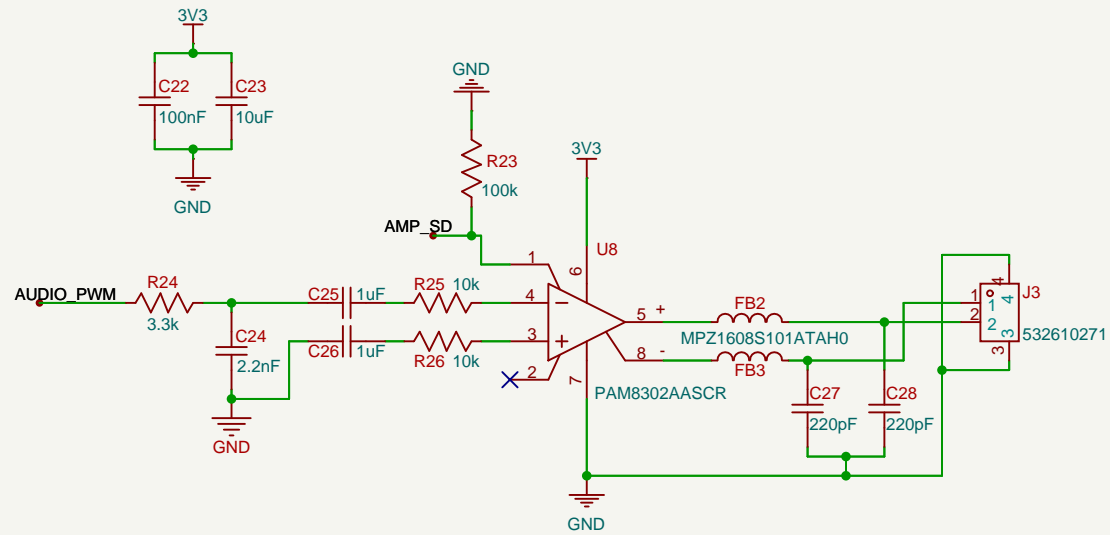 3V3
C22
100nF
C23
10uF
GND
GND
R23
100k
3V3
AMP_SD
U8
1
6
AUDIO_PWM
R24
3.3k
C25
1uF
R25
10k
4
C24
2.2nF
C26
1uF
R26
10k
3
2
7
5
+
8
-
PAM8302AASCR
FB2
MPZ1608S101ATAH0
FB3
C27
220pF
C28
220pF
4
4
J3
1
1
2
2
3
3
532610271
GND
GND